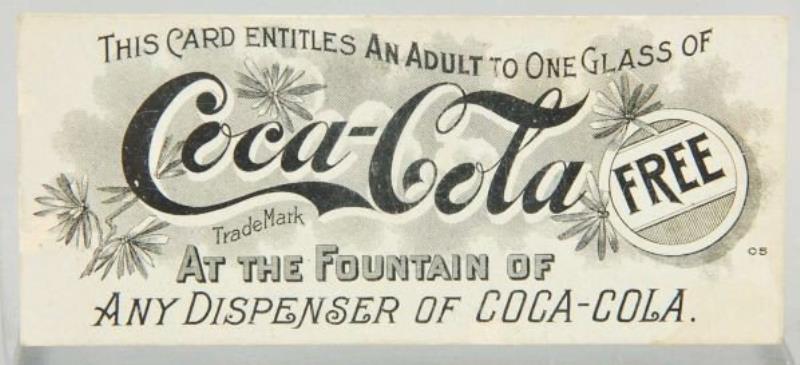 THIS CARD ENTITLES AN ADULT TO ONE GLASS OF
Coca-Cola
FREE
Trade Mark
AT THE FOUNTAIN OF
ANY DISPENSER OF COCA-COLA.